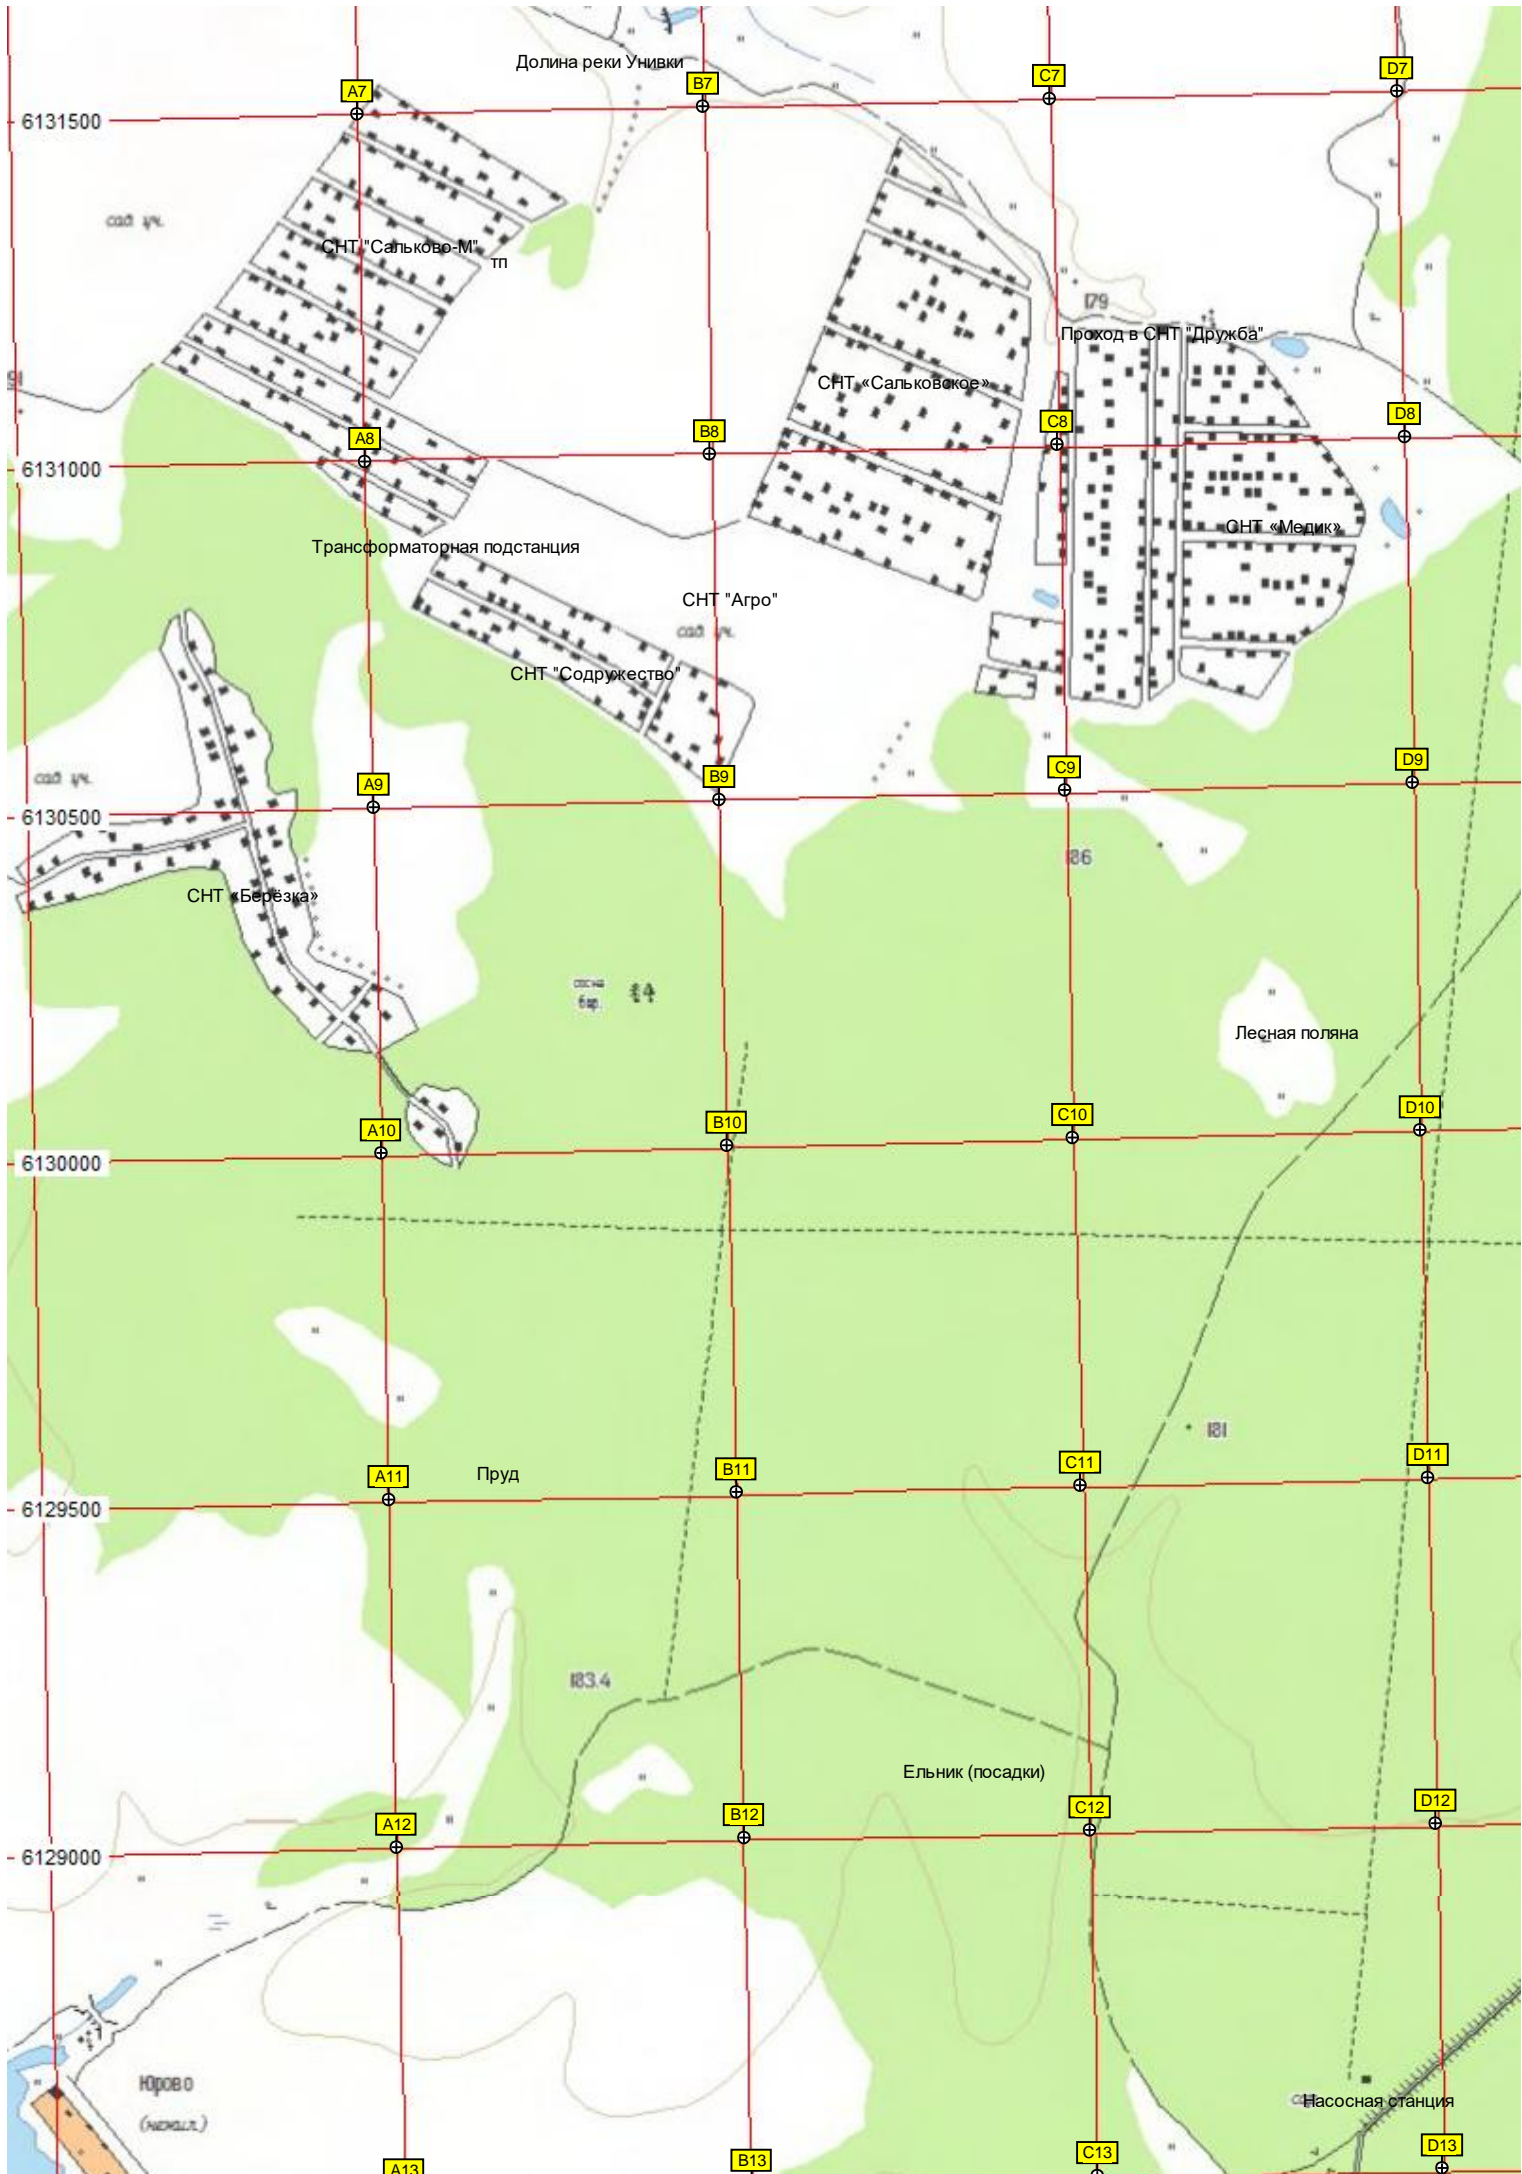 Долина реки Унивки
A7
B7
C7
D7
6131500
сад. уч.
СНТ "Сальково-М"
тп
179
Проход в СНТ "Дружба"
СНТ «Сальковское»
A8
B8
C8
D8
6131000
СНТ «Медик»
Трансформаторная подстанция
СНТ "Агро"
сад. уч.
СНТ "Содружество"
A9
B9
C9
D9
сад. уч.
6130500
186
СНТ «Берёзка»
сосна
бер.
24
Лесная поляна
A10
B10
C10
D10
6130000
181
A11
Пруд
B11
C11
D11
6129500
183.4
Ельник (посадки)
A12
B12
C12
D12
6129000
Юрово
(нежил.)
Насосная станция
A13
B13
C13
D13